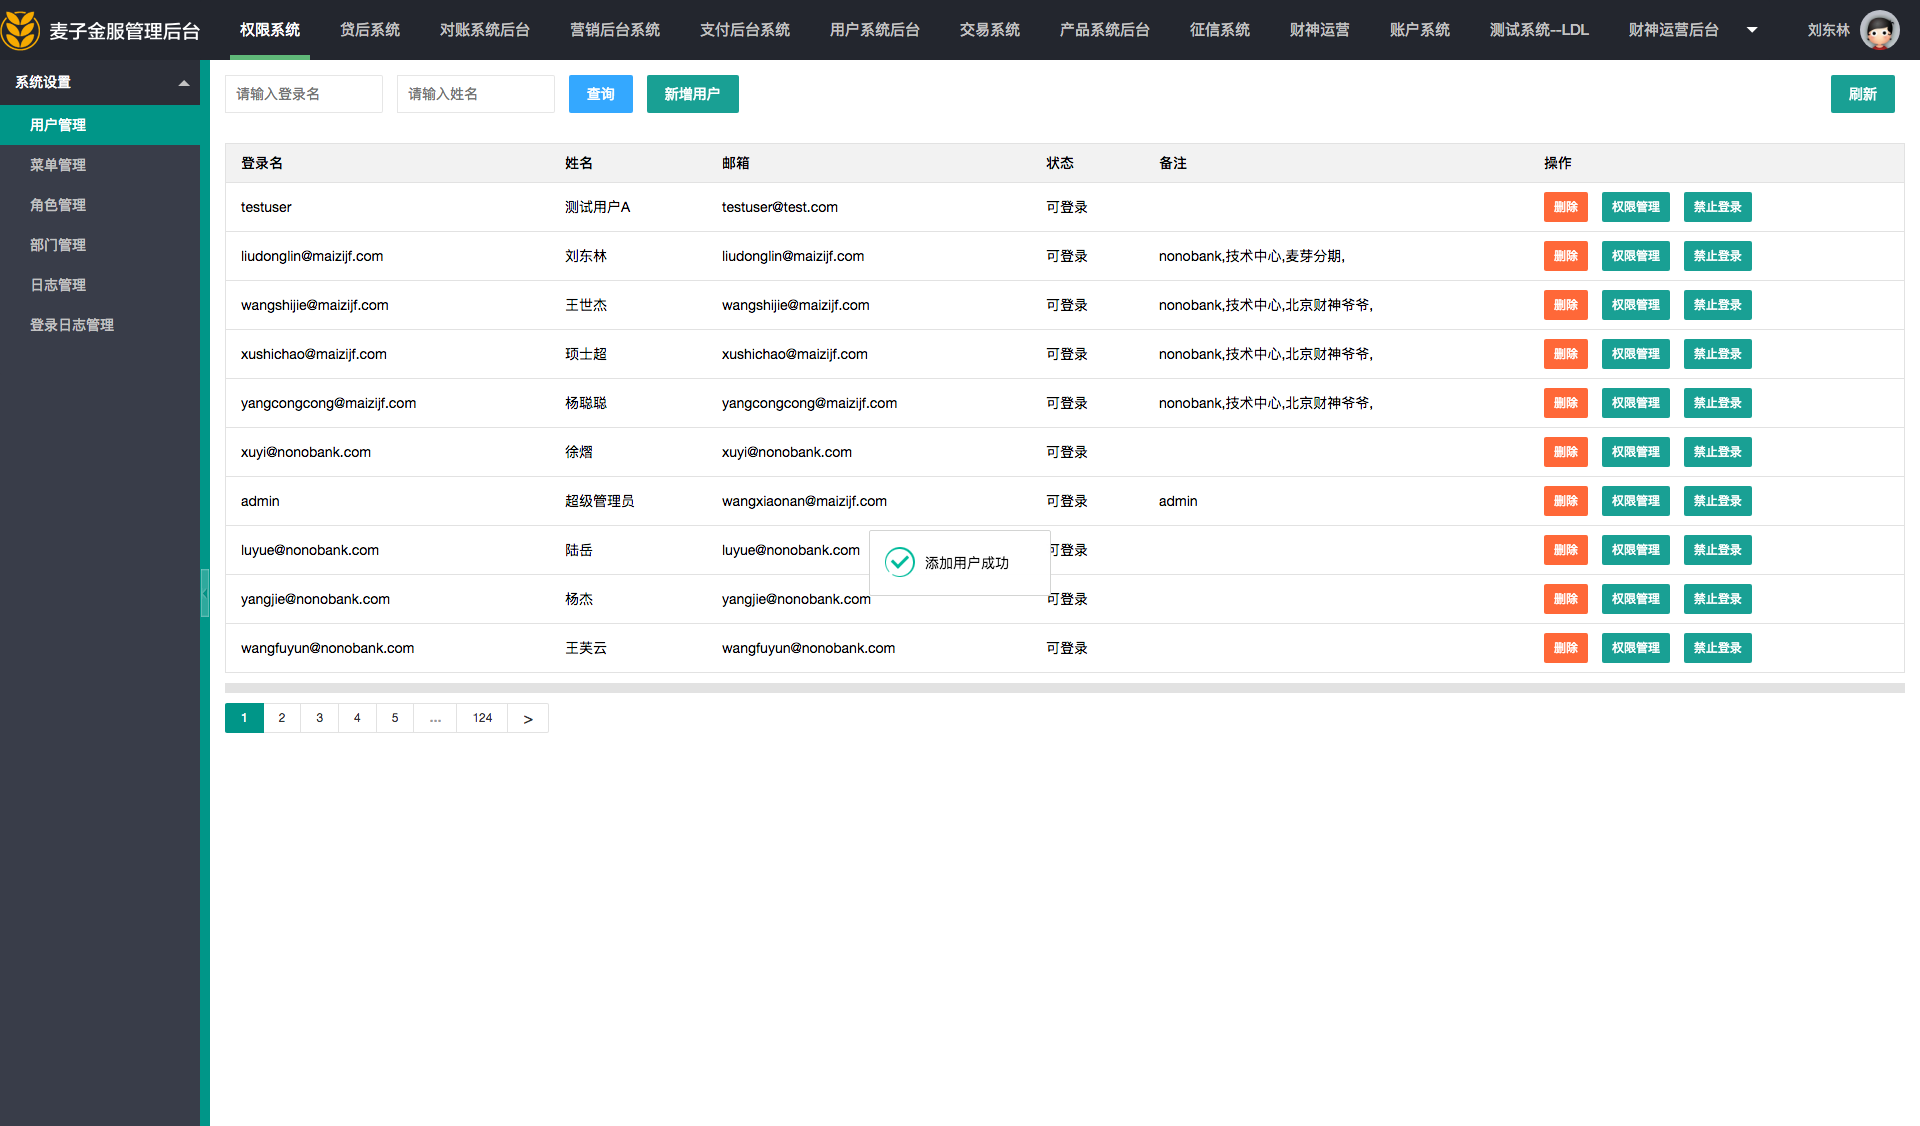 麦子金服管理后台 权限系统 贷后系统 对账系统后台 营销后台系统 支付后台系统 用户系统后台 交易系统 产品系统后台 征信系统 财神运营 账户系统 测试系统--LDL 财神运营后台 刘东林
系统设置
用户管理
菜单管理
角色管理
部门管理
日志管理
登录日志管理
请输入登录名 请输入姓名 查询 新增用户 刷新
登录名 姓名 邮箱 状态 备注 操作
testuser 测试用户A testuser@test.com 可登录 删除 权限管理 禁止登录
liudonglin@maizijf.com 刘东林 liudonglin@maizijf.com 可登录 nonobank,技术中心,麦芽分期, 删除 权限管理 禁止登录
wangshijie@maizijf.com 王世杰 wangshijie@maizijf.com 可登录 nonobank,技术中心,北京财神爷爷, 删除 权限管理 禁止登录
xushichao@maizijf.com 顼士超 xushichao@maizijf.com 可登录 nonobank,技术中心,北京财神爷爷, 删除 权限管理 禁止登录
yangcongcong@maizijf.com 杨聪聪 yangcongcong@maizijf.com 可登录 nonobank,技术中心,北京财神爷爷, 删除 权限管理 禁止登录
xuyi@nonobank.com 徐熠 xuyi@nonobank.com 可登录 删除 权限管理 禁止登录
admin 超级管理员 wangxiaonan@maizijf.com 可登录 admin 删除 权限管理 禁止登录
luyue@nonobank.com 陆岳 luyue@nonobank.com 可登录 删除 权限管理 禁止登录
添加用户成功
yangjie@nonobank.com 杨杰 yangjie@nonobank.com 可登录 删除 权限管理 禁止登录
wangfuyun@nonobank.com 王芙云 wangfuyun@nonobank.com 可登录 删除 权限管理 禁止登录
1 2 3 4 5 ... 124 >